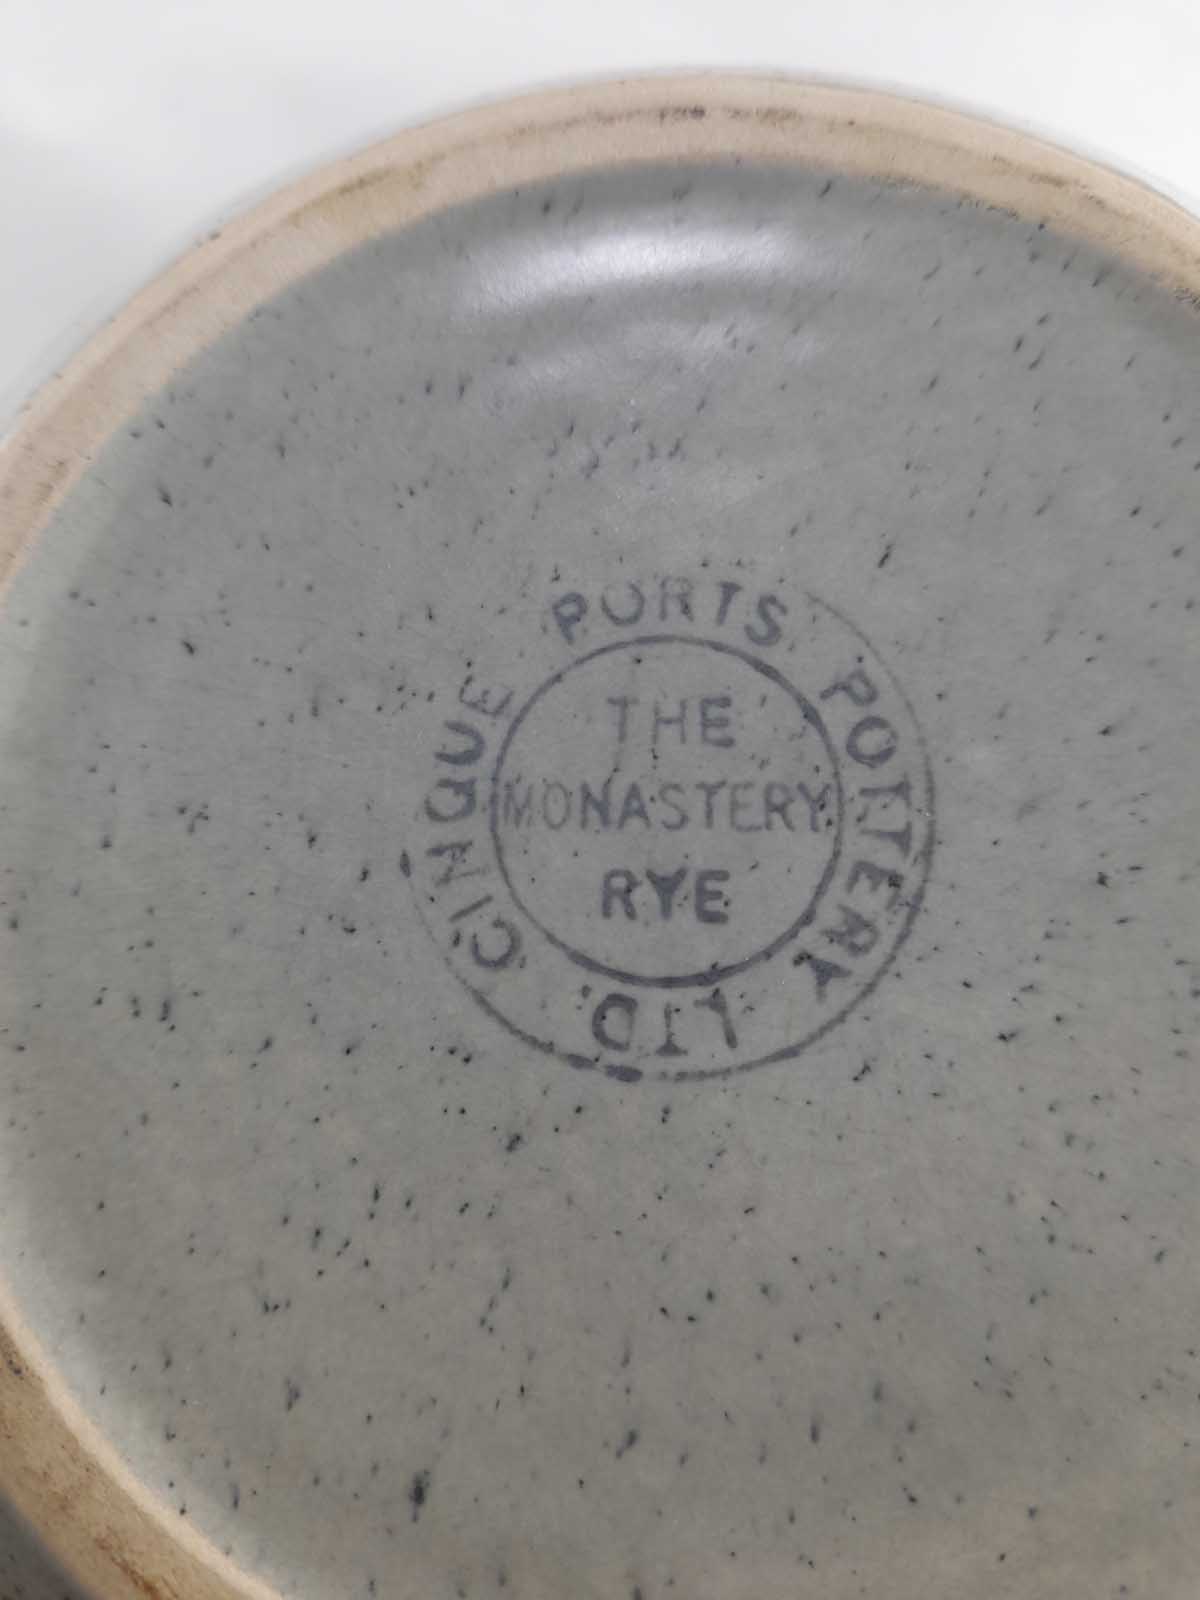 CINQUE PORTS POTTERY LTD.
THE
MONASTERY
RYE